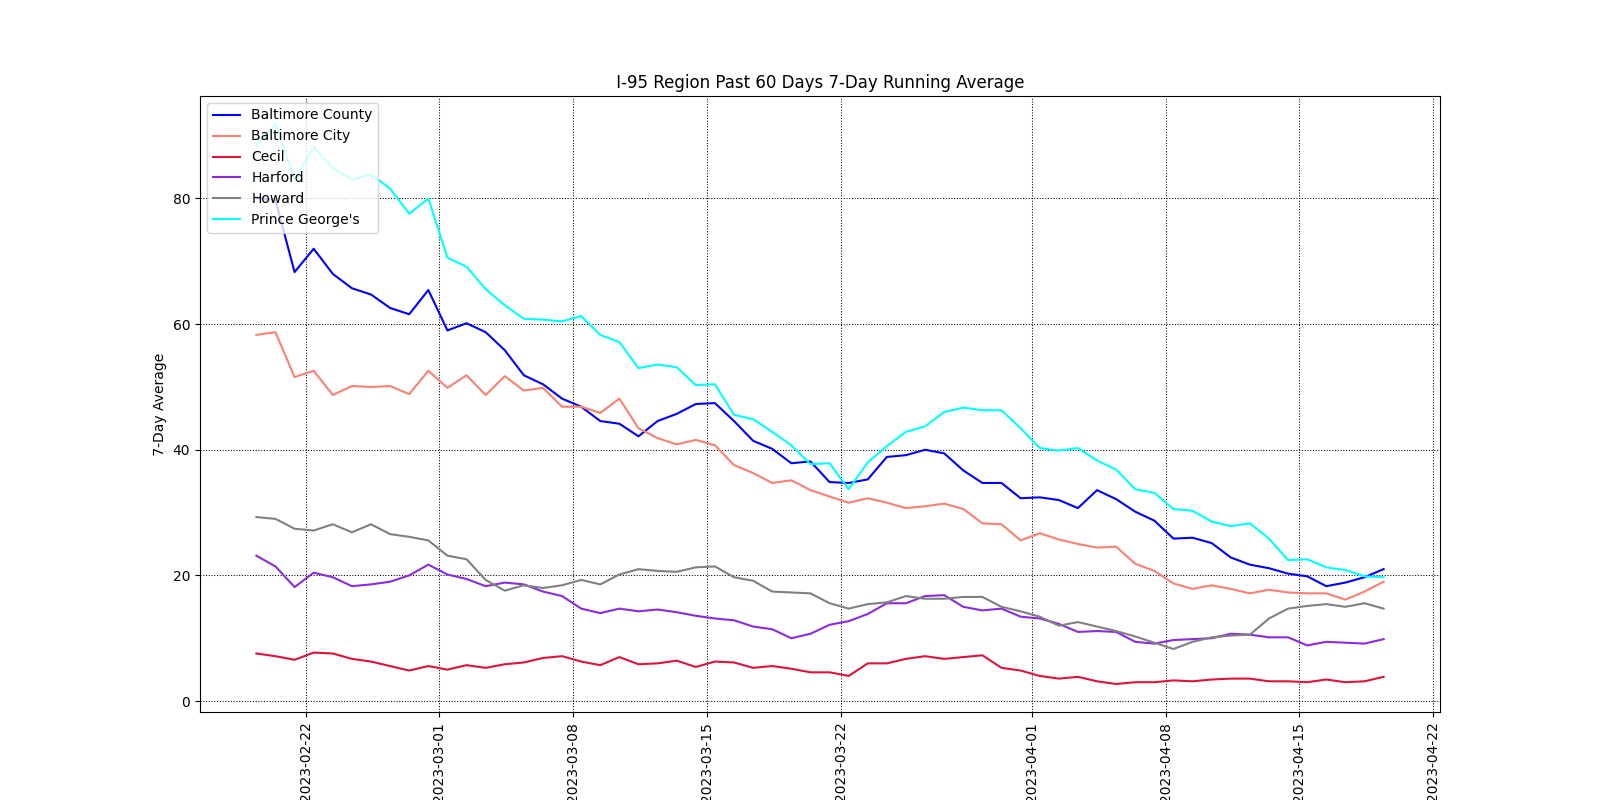 I-95 Region Past 60 Days 7-Day Running Average
Baltimore County
Baltimore City
Cecil
Harford
Howard
Prince George's
7-Day Average
80
60
40
20
0
2023-02-22
2023-03-01
2023-03-08
2023-03-15
2023-03-22
2023-04-01
2023-04-08
2023-04-15
2023-04-22